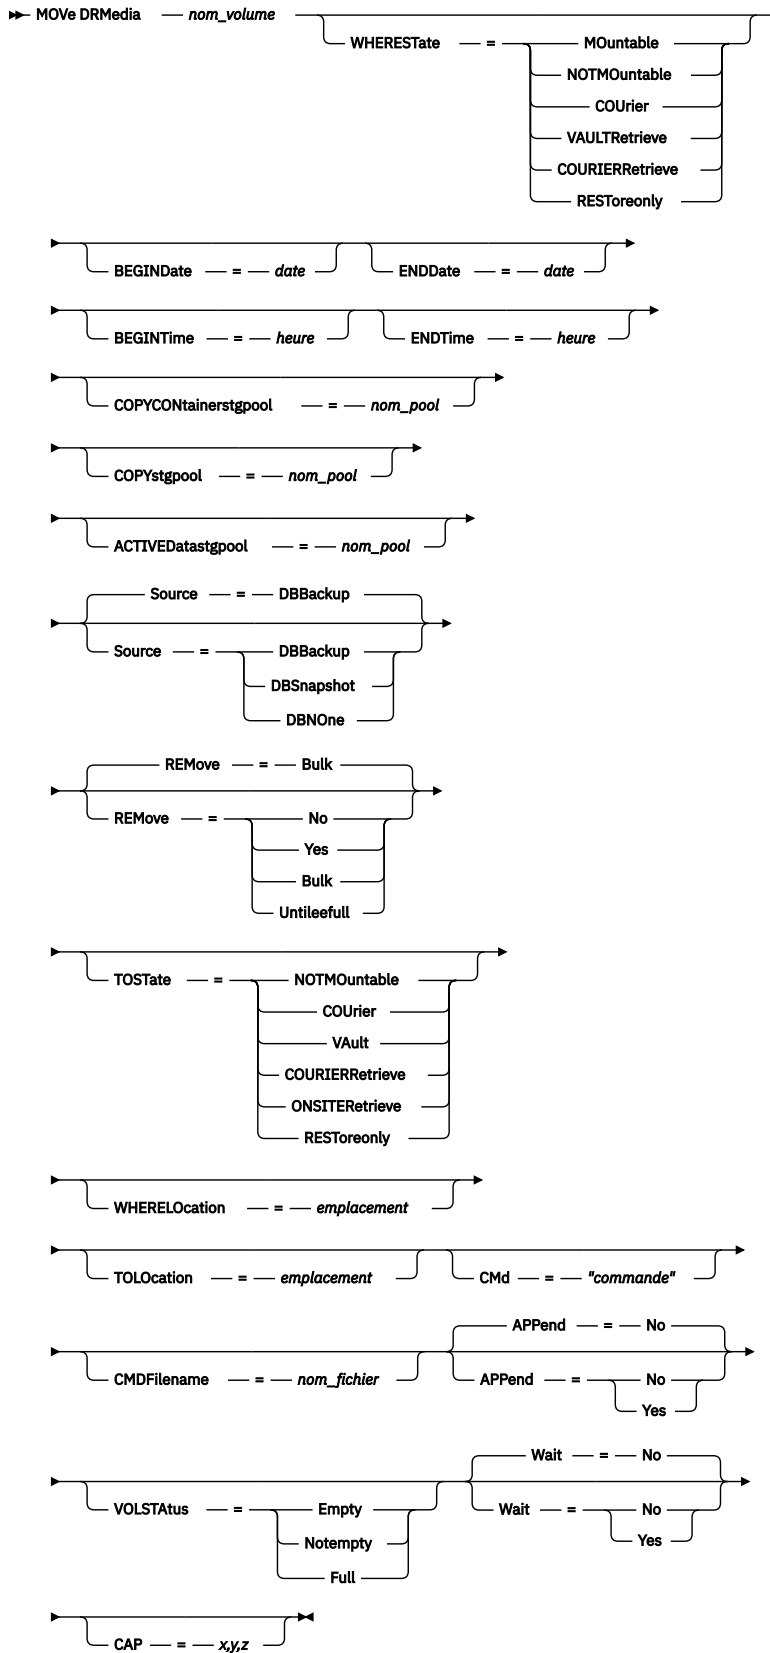 MOVe DRMedia nom_volume
WHERESTate = MOuntable
NOTMOuntable
COUrier
VAULTRetrieve
COURIERRetrieve
RESToreonly
BEGINDate = date ENDDate = date
BEGINTime = heure ENDTime = heure
COPYCONtainerstgpool = nom_pool
COPYstgpool = nom_pool
ACTIVEDatastgpool = nom_pool
Source = DBBackup
Source = DBBackup
DBSnapshot
DBNOne
REMove = Bulk
REMove = No
Yes
Bulk
Untileefull
TOSTate = NOTMOuntable
COUrier
VAult
COURIERRetrieve
ONSITERetrieve
RESToreonly
WHERELOcation = emplacement
TOLOcation = emplacement CMd = "commande"
APPend = No
CMDFilename = nom_fichier APPend = No
Yes
Wait = No
VOLSTAtus = Empty Wait = No
Notempty Yes
Full
CAP = x,y,z